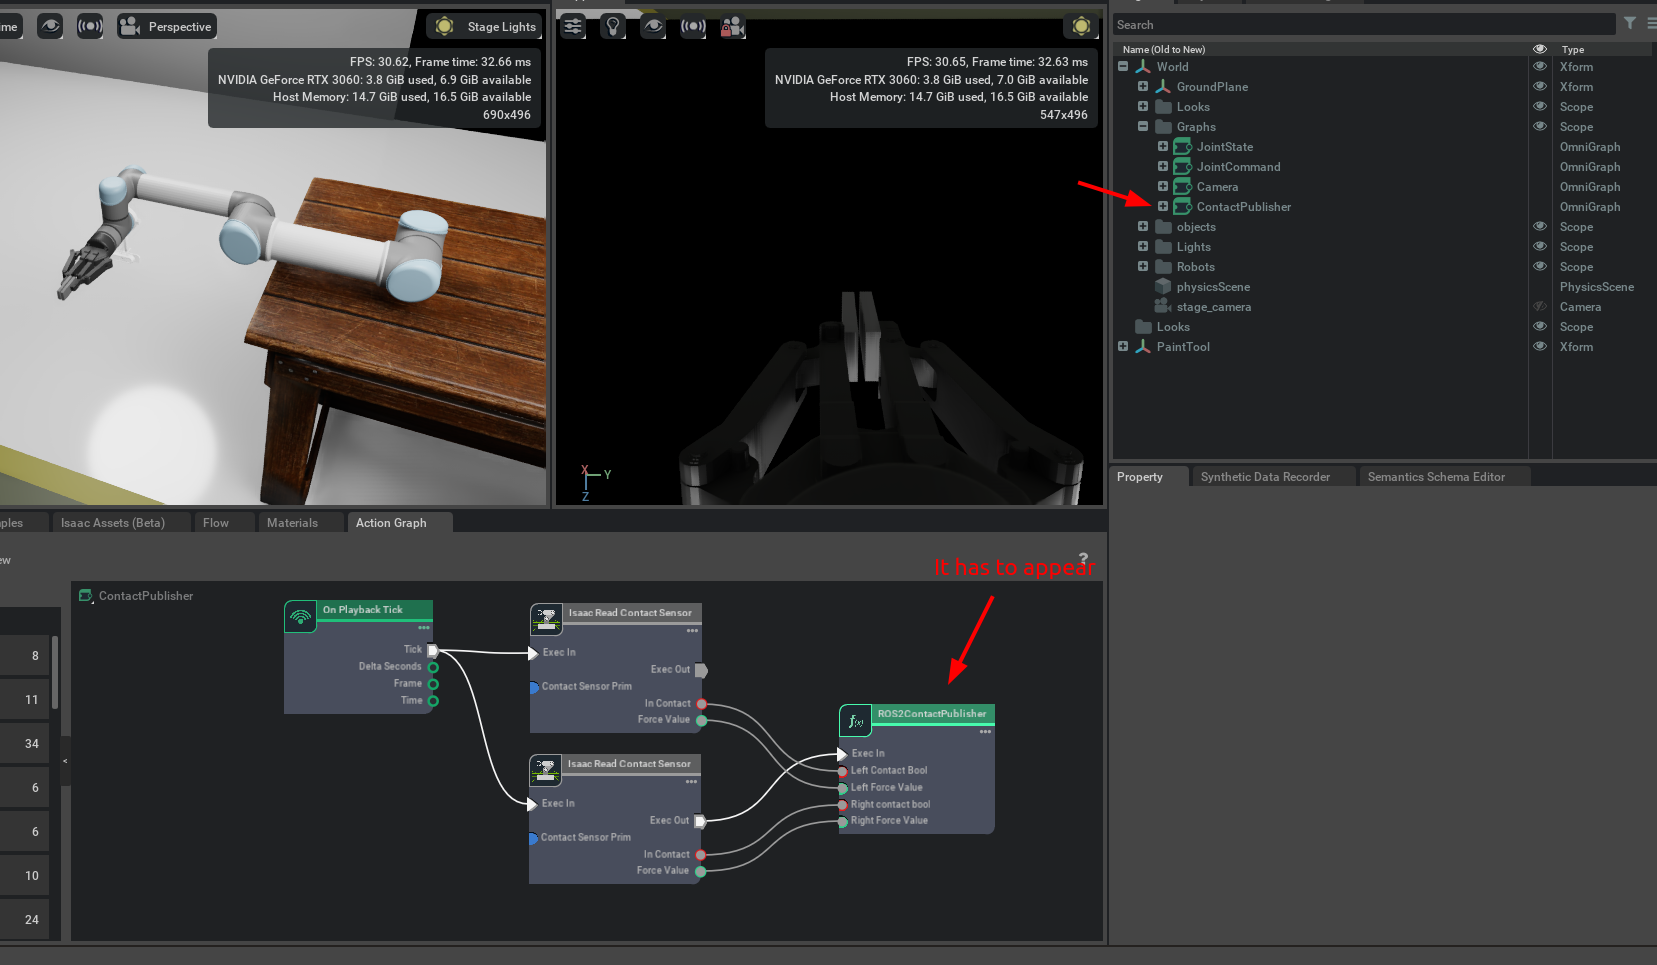 me
Perspective
Stage Lights
FPS: 30.62, Frame time: 32.66 ms
NVIDIA GeForce RTX 3060: 3.8 GiB used, 6.9 GiB available
Host Memory: 14.7 GiB used, 16.5 GiB available
690x496
FPS: 30.65, Frame time: 32.63 ms
NVIDIA GeForce RTX 3060: 3.8 GiB used, 7.0 GiB available
Host Memory: 14.7 GiB used, 16.5 GiB available
547x496
X
Y
Z
Search
Name (Old to New) Type
World Xform
GroundPlane Xform
Looks Scope
Graphs Scope
JointState OmniGraph
JointCommand OmniGraph
Camera OmniGraph
ContactPublisher OmniGraph
objects Scope
Lights Scope
Robots Scope
physicsScene PhysicsScene
stage_camera Camera
Looks Scope
PaintTool Xform
Property Synthetic Data Recorder Semantics Schema Editor
ples Isaac Assets (Beta) Flow Materials Action Graph
ew
?
It has to appear
ContactPublisher
8
11
34
6
6
10
24
<
On Playback Tick
Tick
Delta Seconds
Frame
Time
Isaac Read Contact Sensor
Exec In
Exec Out
Contact Sensor Prim
In Contact
Force Value
Isaac Read Contact Sensor
Exec In
Exec Out
Contact Sensor Prim
In Contact
Force Value
f(x)
ROS2ContactPublisher
Exec In
Left Contact Bool
Left Force Value
Right contact bool
Right Force Value